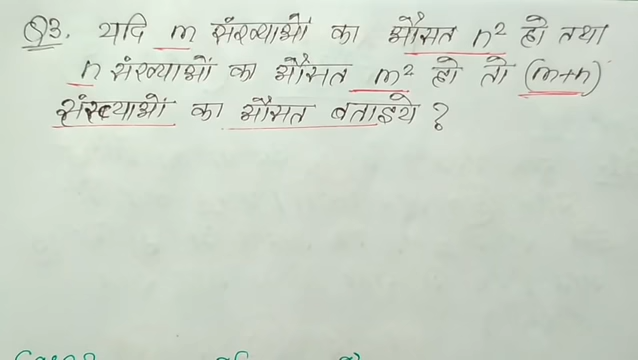 Q3. यदि m संख्याओं का औसत n² हो तथा
n संख्याओं का औसत m² हो तो (m+n)
संख्याओं का औसत बताइये ?